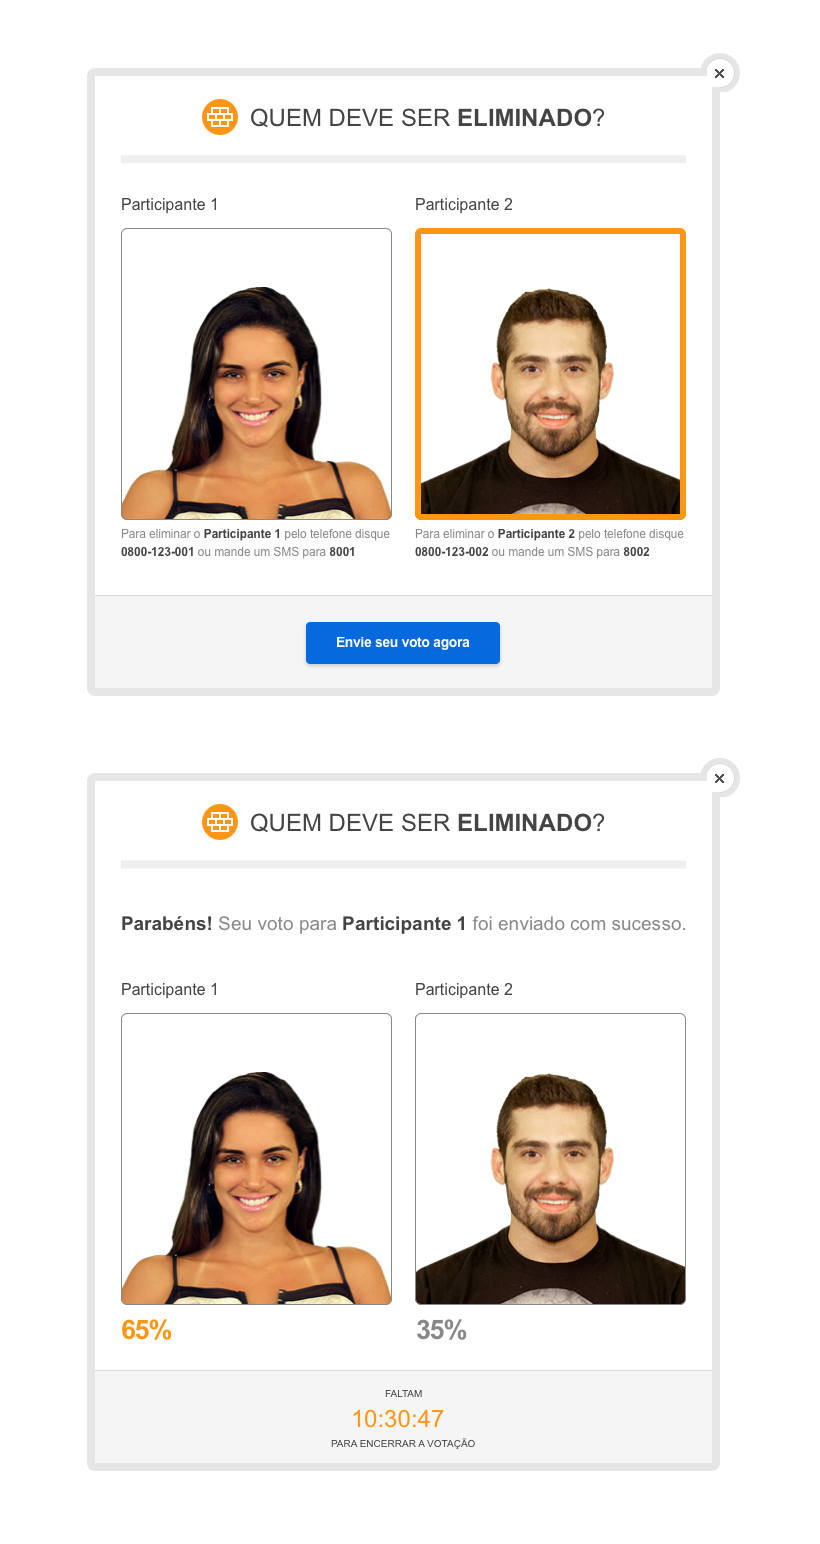 QUEM DEVE SER ELIMINADO?
Participante 1
Participante 2
Para eliminar o Participante 1 pelo telefone disque
0800-123-001 ou mande um SMS para 8001
Para eliminar o Participante 2 pelo telefone disque
0800-123-002 ou mande um SMS para 8002
Envie seu voto agora
QUEM DEVE SER ELIMINADO?
Parabéns! Seu voto para Participante 1 foi enviado com sucesso.
Participante 1
Participante 2
65%
35%
FALTAM
10:30:47
PARA ENCERRAR A VOTAÇÃO